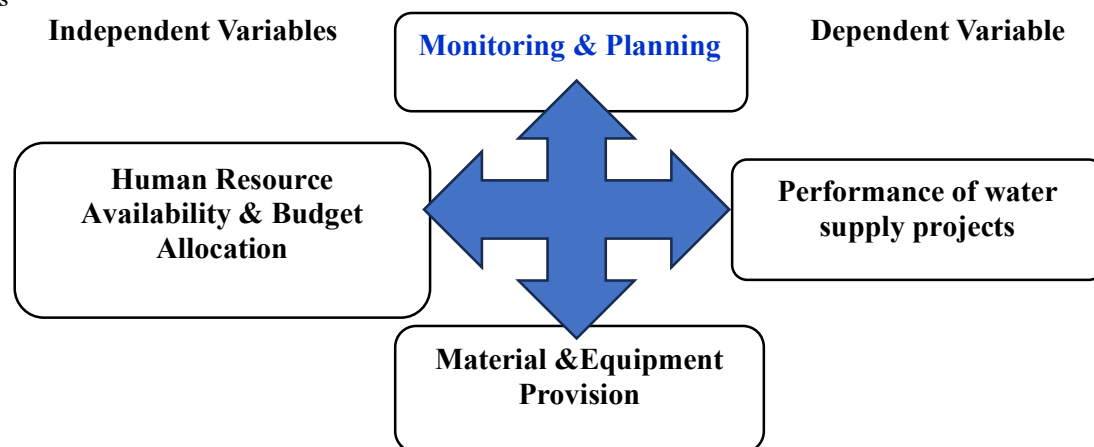 s
Independent Variables
Monitoring & Planning
Dependent Variable
Human Resource
Availability & Budget
Allocation
Performance of water
supply projects
Material &Equipment
Provision